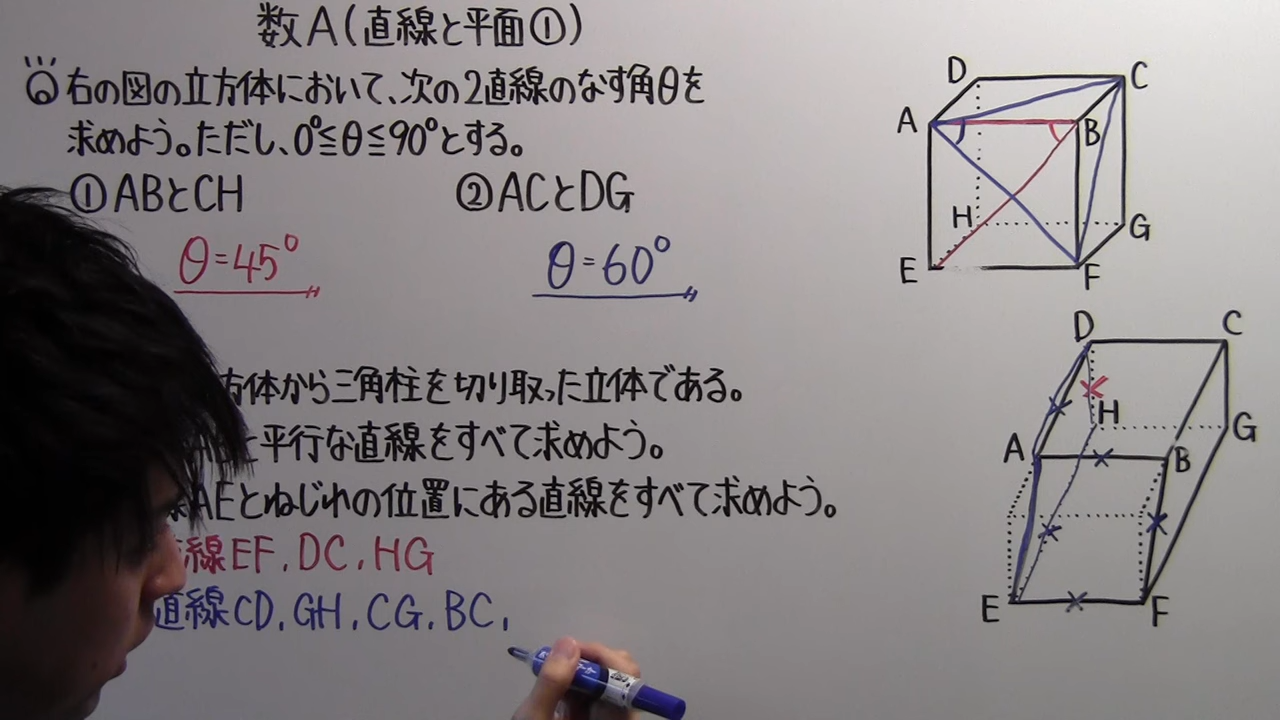 数A(直線と平面①)
Q 右の図の立方体において、次の2直線のなす角θを
求めよう。ただし、0°≦θ≦90°とする。
①ABとCH ②ACとDG
θ=45° θ=60°
方体から三角柱を切り取った立体である。
と平行な直線をすべて求めよう。
線AEとねじれの位置にある直線をすべて求めよう。
線EF, DC, HG
直線CD, GH, CG, BC,
D C
A B
H G
E F
D C
H G
A B
E F